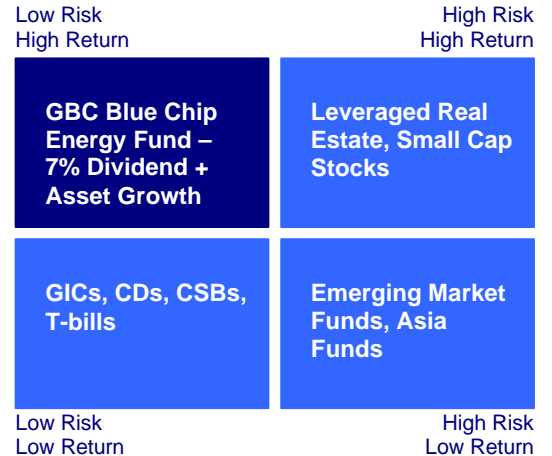 Low Risk
High Return
High Risk
High Return
GBC Blue Chip
Energy Fund –
7% Dividend +
Asset Growth
Leveraged Real
Estate, Small Cap
Stocks
GICs, CDs, CSBs,
T-bills
Emerging Market
Funds, Asia
Funds
Low Risk
Low Return
High Risk
Low Return